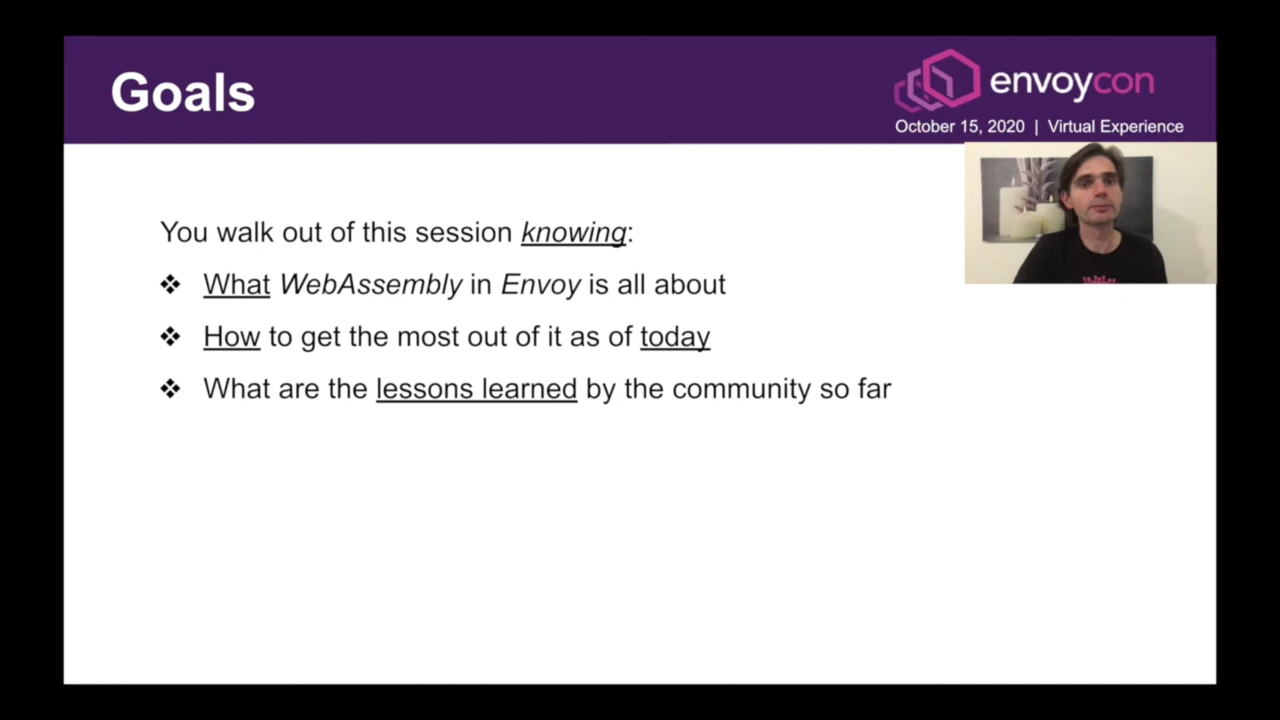 Goals
envoycon
October 15, 2020 | Virtual Experience
You walk out of this session knowing:
❖ What WebAssembly in Envoy is all about
❖ How to get the most out of it as of today
❖ What are the lessons learned by the community so far